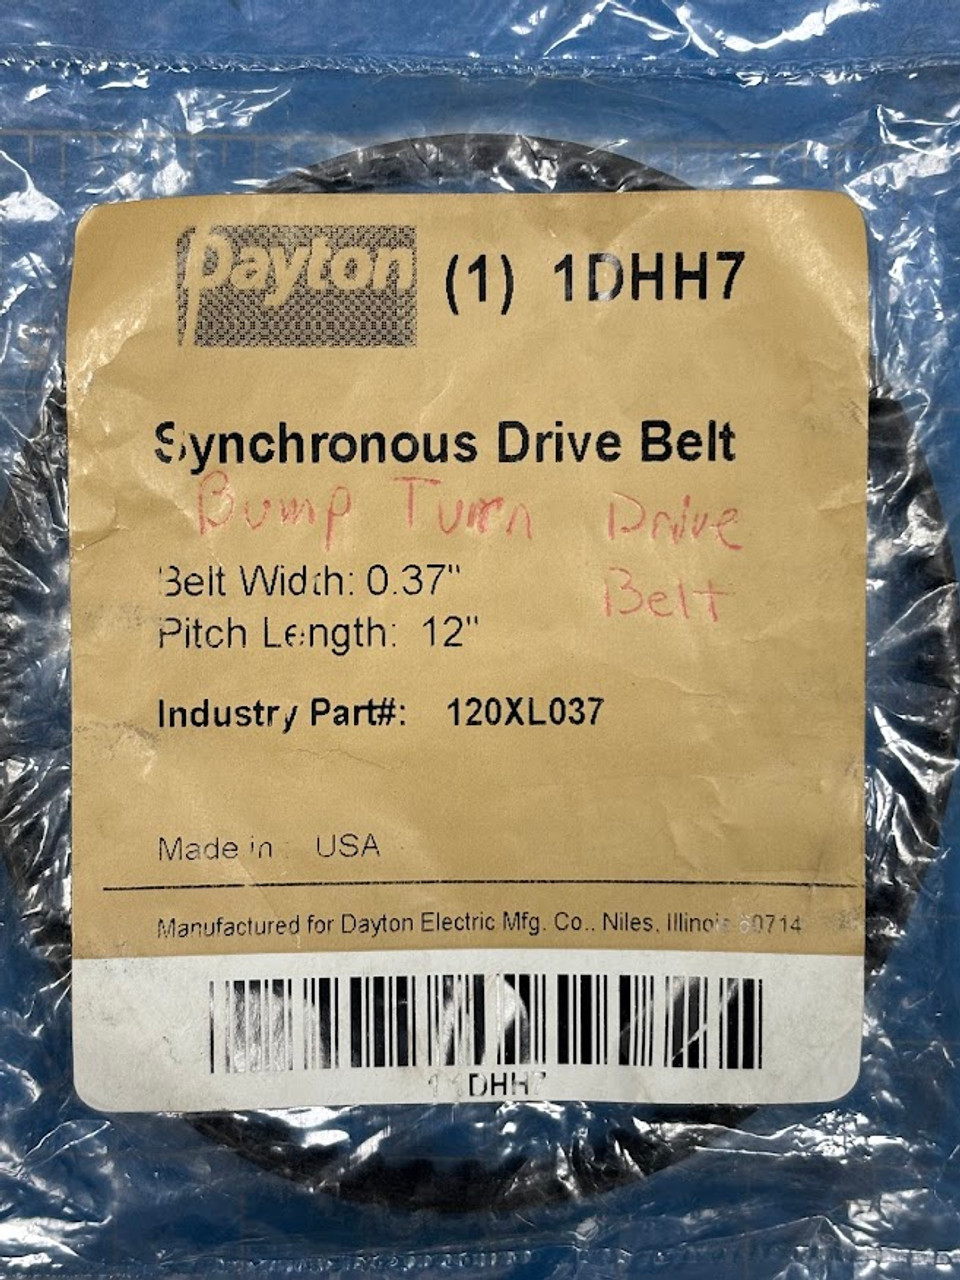 Dayton (1) 1DHH7
Synchronous Drive Belt
Bump Turn Drive
Belt
Belt Width: 0.37"
Pitch Length: 12"
Industry Part#: 120XL037
Made in : USA
Manufactured for Dayton Electric Mfg. Co., Niles, Illinois 60714
1DHH7